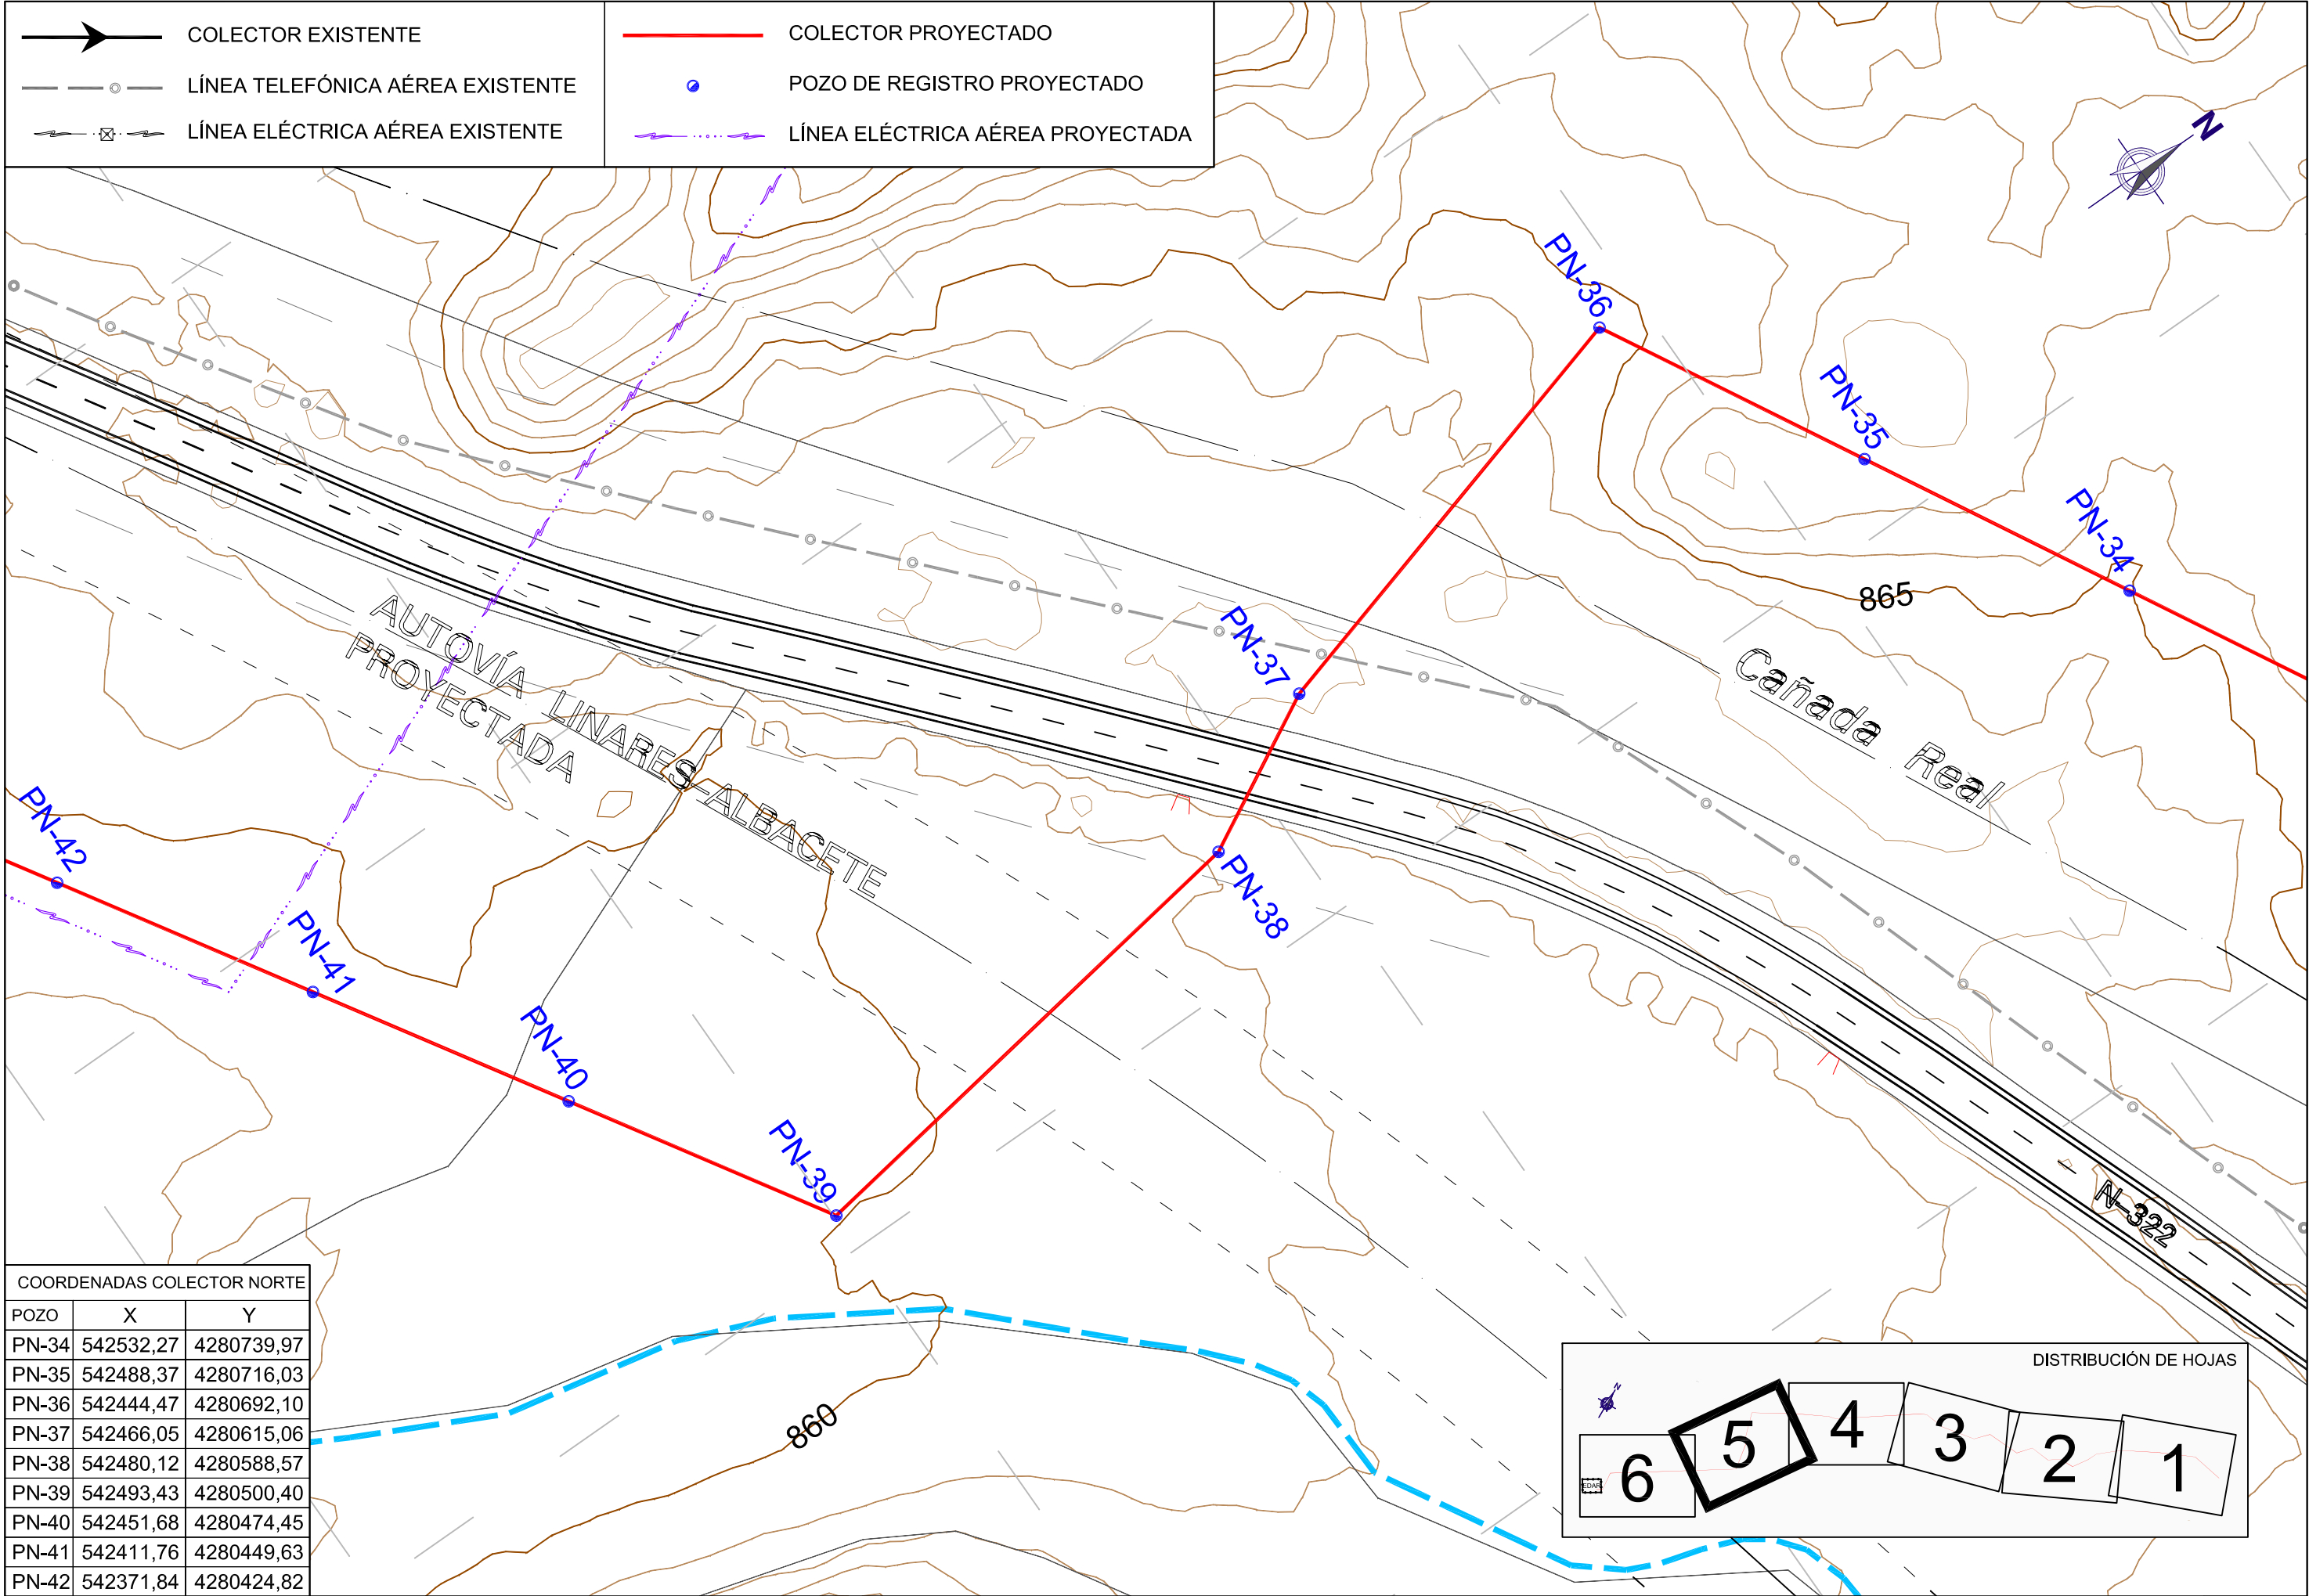 COLECTOR EXISTENTE
LÍNEA TELEFÓNICA AÉREA EXISTENTE
LÍNEA ELÉCTRICA AÉREA EXISTENTE
COLECTOR PROYECTADO
POZO DE REGISTRO PROYECTADO
LÍNEA ELÉCTRICA AÉREA PROYECTADA
N
PN-36
PN-35
PN-34
865
PN-37
Cañada Real
AUTOVÍA LINARES-ALBACETE
PROYECTADA
PN-42
PN-38
PN-41
PN-40
PN-39
N-322
860
COORDENADAS COLECTOR NORTE
POZO X Y
PN-34 542532,27 4280739,97
PN-35 542488,37 4280716,03
PN-36 542444,47 4280692,10
PN-37 542466,05 4280615,06
PN-38 542480,12 4280588,57
PN-39 542493,43 4280500,40
PN-40 542451,68 4280474,45
PN-41 542411,76 4280449,63
PN-42 542371,84 4280424,82
DISTRIBUCIÓN DE HOJAS
N
6 5 4 3 2 1
EDAR